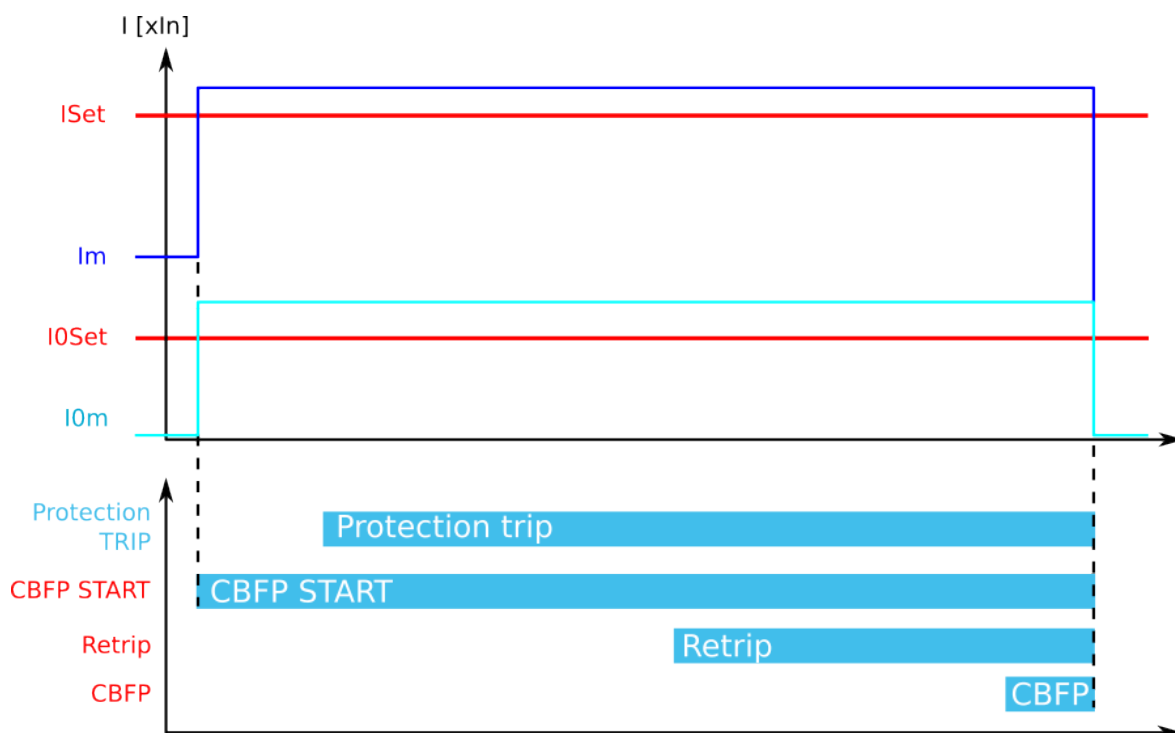 I [xIn]
ISet
Im
I0Set
I0m
Protection
TRIP
Protection trip
CBFP START
CBFP START
Retrip
Retrip
CBFP
CBFP